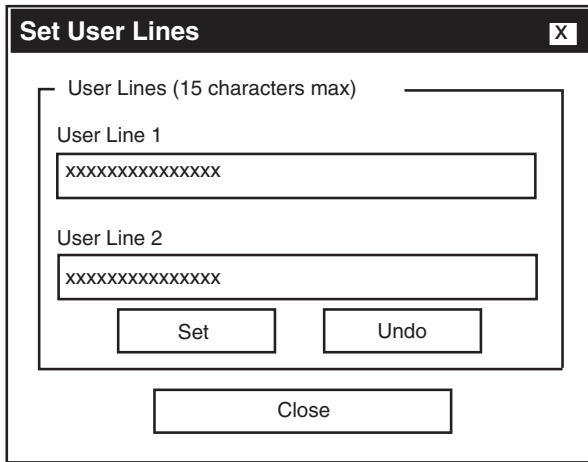 Set User Lines
X
User Lines (15 characters max)
User Line 1
xxxxxxxxxxxxxxx
User Line 2
xxxxxxxxxxxxxxx
Set Undo
Close